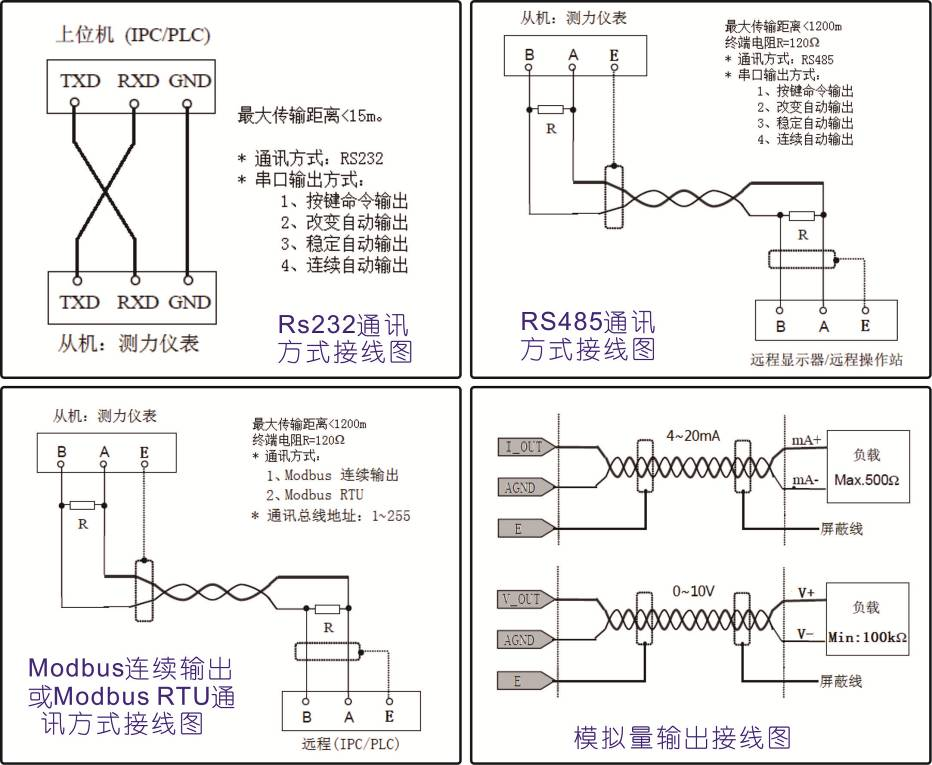 上位机 (IPC/PLC)
TXD RXD GND
最大传输距离<15m。
* 通讯方式: RS232
* 串口输出方式:
1、按键命令输出
2、改变自动输出
3、稳定自动输出
4、连续自动输出
TXD RXD GND
从机: 测力仪表
Rs232通讯
方式接线图
从机: 测力仪表
B A E
R
最大传输距离<1200m
终端电阻R=120Ω
* 通讯方式: RS485
* 串口输出方式:
1、按键命令输出
2、改变自动输出
3、稳定自动输出
4、连续自动输出
R
B A E
远程显示器/远程操作站
RS485通讯
方式接线图
从机: 测力仪表
B A E
R
最大传输距离<1200m
终端电阻R=120Ω
* 通讯方式:
1、Modbus 连续输出
2、Modbus RTU
* 通讯总线地址: 1~255
R
B A E
远程(IPC/PLC)
Modbus连续输出
或Modbus RTU通
讯方式接线图
I_OUT
AGND
E
4~20mA
mA+
mA-
负载
Max.500Ω
屏蔽线
V_OUT
AGND
E
0~10V
V+
V-
负载
Min:100kΩ
屏蔽线
模拟量输出接线图